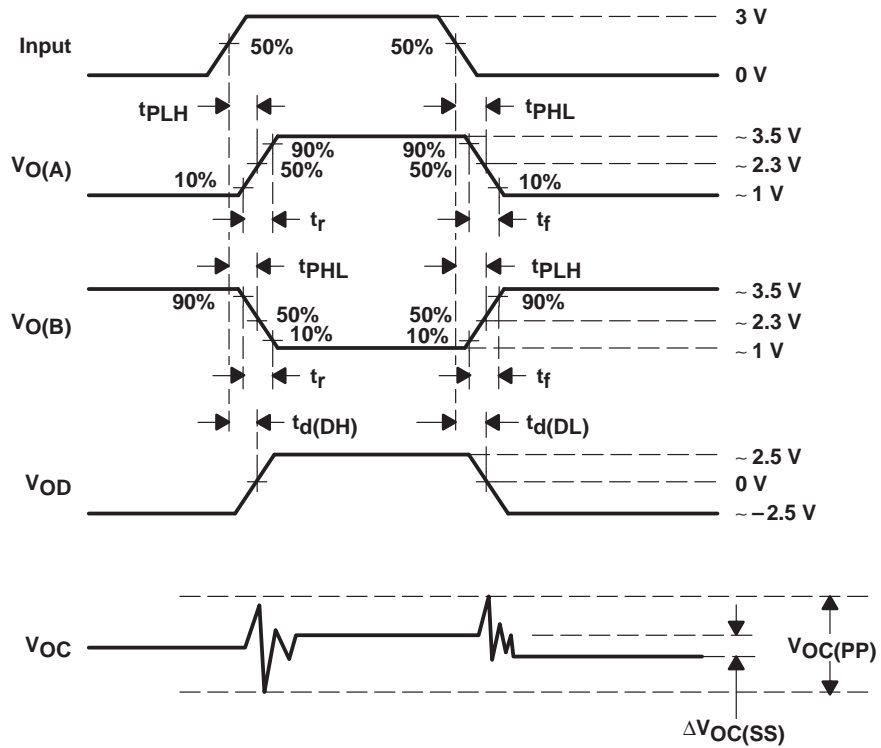 3 V
Input
50%
50%
0 V
tPLH
tPHL
~ 3.5 V
90%
90%
VO(A)
50%
50%
~ 2.3 V
10%
10%
~ 1 V
tr
tf
tPHL
tPLH
90%
90%
~ 3.5 V
VO(B)
50%
50%
~ 2.3 V
10%
10%
~ 1 V
tr
tf
td(DH)
td(DL)
~ 2.5 V
VOD
0 V
~ –2.5 V
VOC
VOC(PP)
ΔVOC(SS)